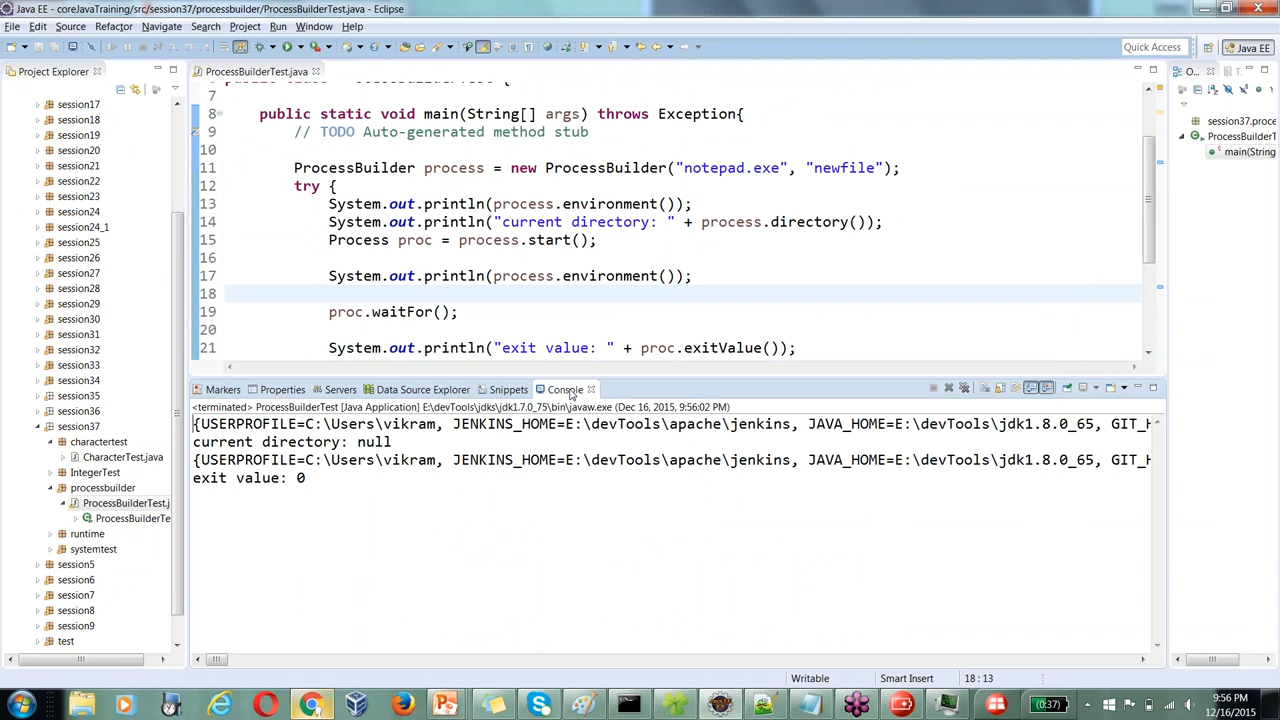 Java EE - coreJavaTraining/src/session37/processbuilder/ProcessBuilderTest.java - Eclipse
File Edit Source Refactor Navigate Search Project Run Window Help
Quick Access
Java EE
Project Explorer
ProcessBuilderTest.java
O...
T.
session17
session18
session19
session20
session21
session22
session23
session24
session24_1
session25
session26
session27
session28
session29
session30
session31
session32
session33
session34
session35
session36
session37
charactertest
CharacterTest.java
IntegerTest
processbuilder
ProcessBuilderTest.j
ProcessBuilderTe
runtime
systemtest
session5
session6
session7
session8
session9
test
7
8 public static void main(String[] args) throws Exception{
9 // TODO Auto-generated method stub
10
11 ProcessBuilder process = new ProcessBuilder("notepad.exe", "newfile");
12 try {
13 System.out.println(process.environment());
14 System.out.println("current directory: " + process.directory());
15 Process proc = process.start();
16
17 System.out.println(process.environment());
18
19 proc.waitFor();
20
21 System.out.println("exit value: " + proc.exitValue());
session37.proce
ProcessBuilderT
main(String
Markers Properties Servers Data Source Explorer Snippets Console
<terminated> ProcessBuilderTest [Java Application] E:\devTools\jdks\jdk1.7.0_75\bin\javaw.exe (Dec 16, 2015, 9:56:02 PM)
{USERPROFILE=C:\Users\vikram, JENKINS_HOME=E:\devTools\apache\jenkins, JAVA_HOME=E:\devTools\jdk1.8.0_65, GIT_H
current directory: null
{USERPROFILE=C:\Users\vikram, JENKINS_HOME=E:\devTools\apache\jenkins, JAVA_HOME=E:\devTools\jdk1.8.0_65, GIT_H
exit value: 0
Writable
Smart Insert
18 : 13
(0:37)
9:56 PM
12/16/2015